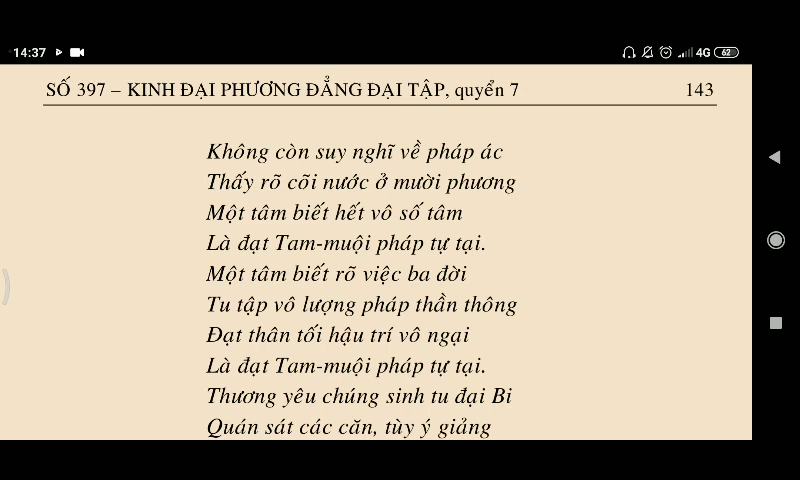 14:37
4G 62
SỐ 397 – KINH ĐẠI PHƯƠNG ĐẲNG ĐẠI TẬP, quyển 7 143
Không còn suy nghĩ về pháp ác
Thấy rõ cõi nước ở mười phương
Một tâm biết hết vô số tâm
Là đạt Tam-muội pháp tự tại.
Một tâm biết rõ việc ba đời
Tu tập vô lượng pháp thần thông
Đạt thân tối hậu trí vô ngại
Là đạt Tam-muội pháp tự tại.
Thương yêu chúng sinh tu đại Bi
Quán sát các căn, tùy ý giảng